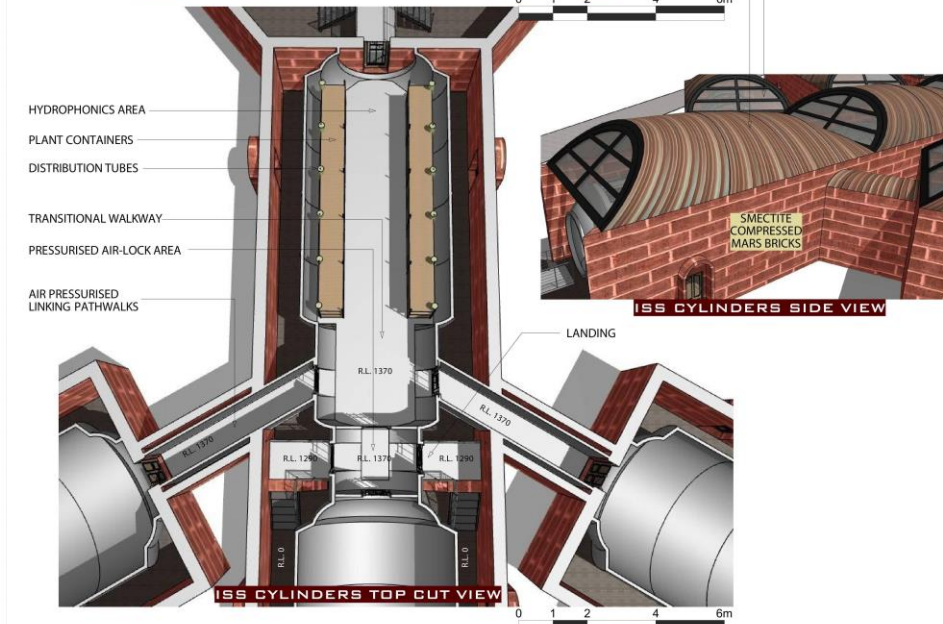 0 1 2 4 6m
HYDROPHONICS AREA
PLANT CONTAINERS
DISTRIBUTION TUBES
TRANSITIONAL WALKWAY
PRESSURISED AIR-LOCK AREA
AIR PRESSURISED
LINKING PATHWALKS
SMECTITE
COMPRESSED
MARS BRICKS
ISS CYLINDERS SIDE VIEW
LANDING
R.L. 1370
R.L. 1370
R.L. 1370
R.L. 1290
R.L. 1370
R.L. 1290
R.L. 0
R.L. 0
ISS CYLINDERS TOP CUT VIEW
0 1 2 4 6m